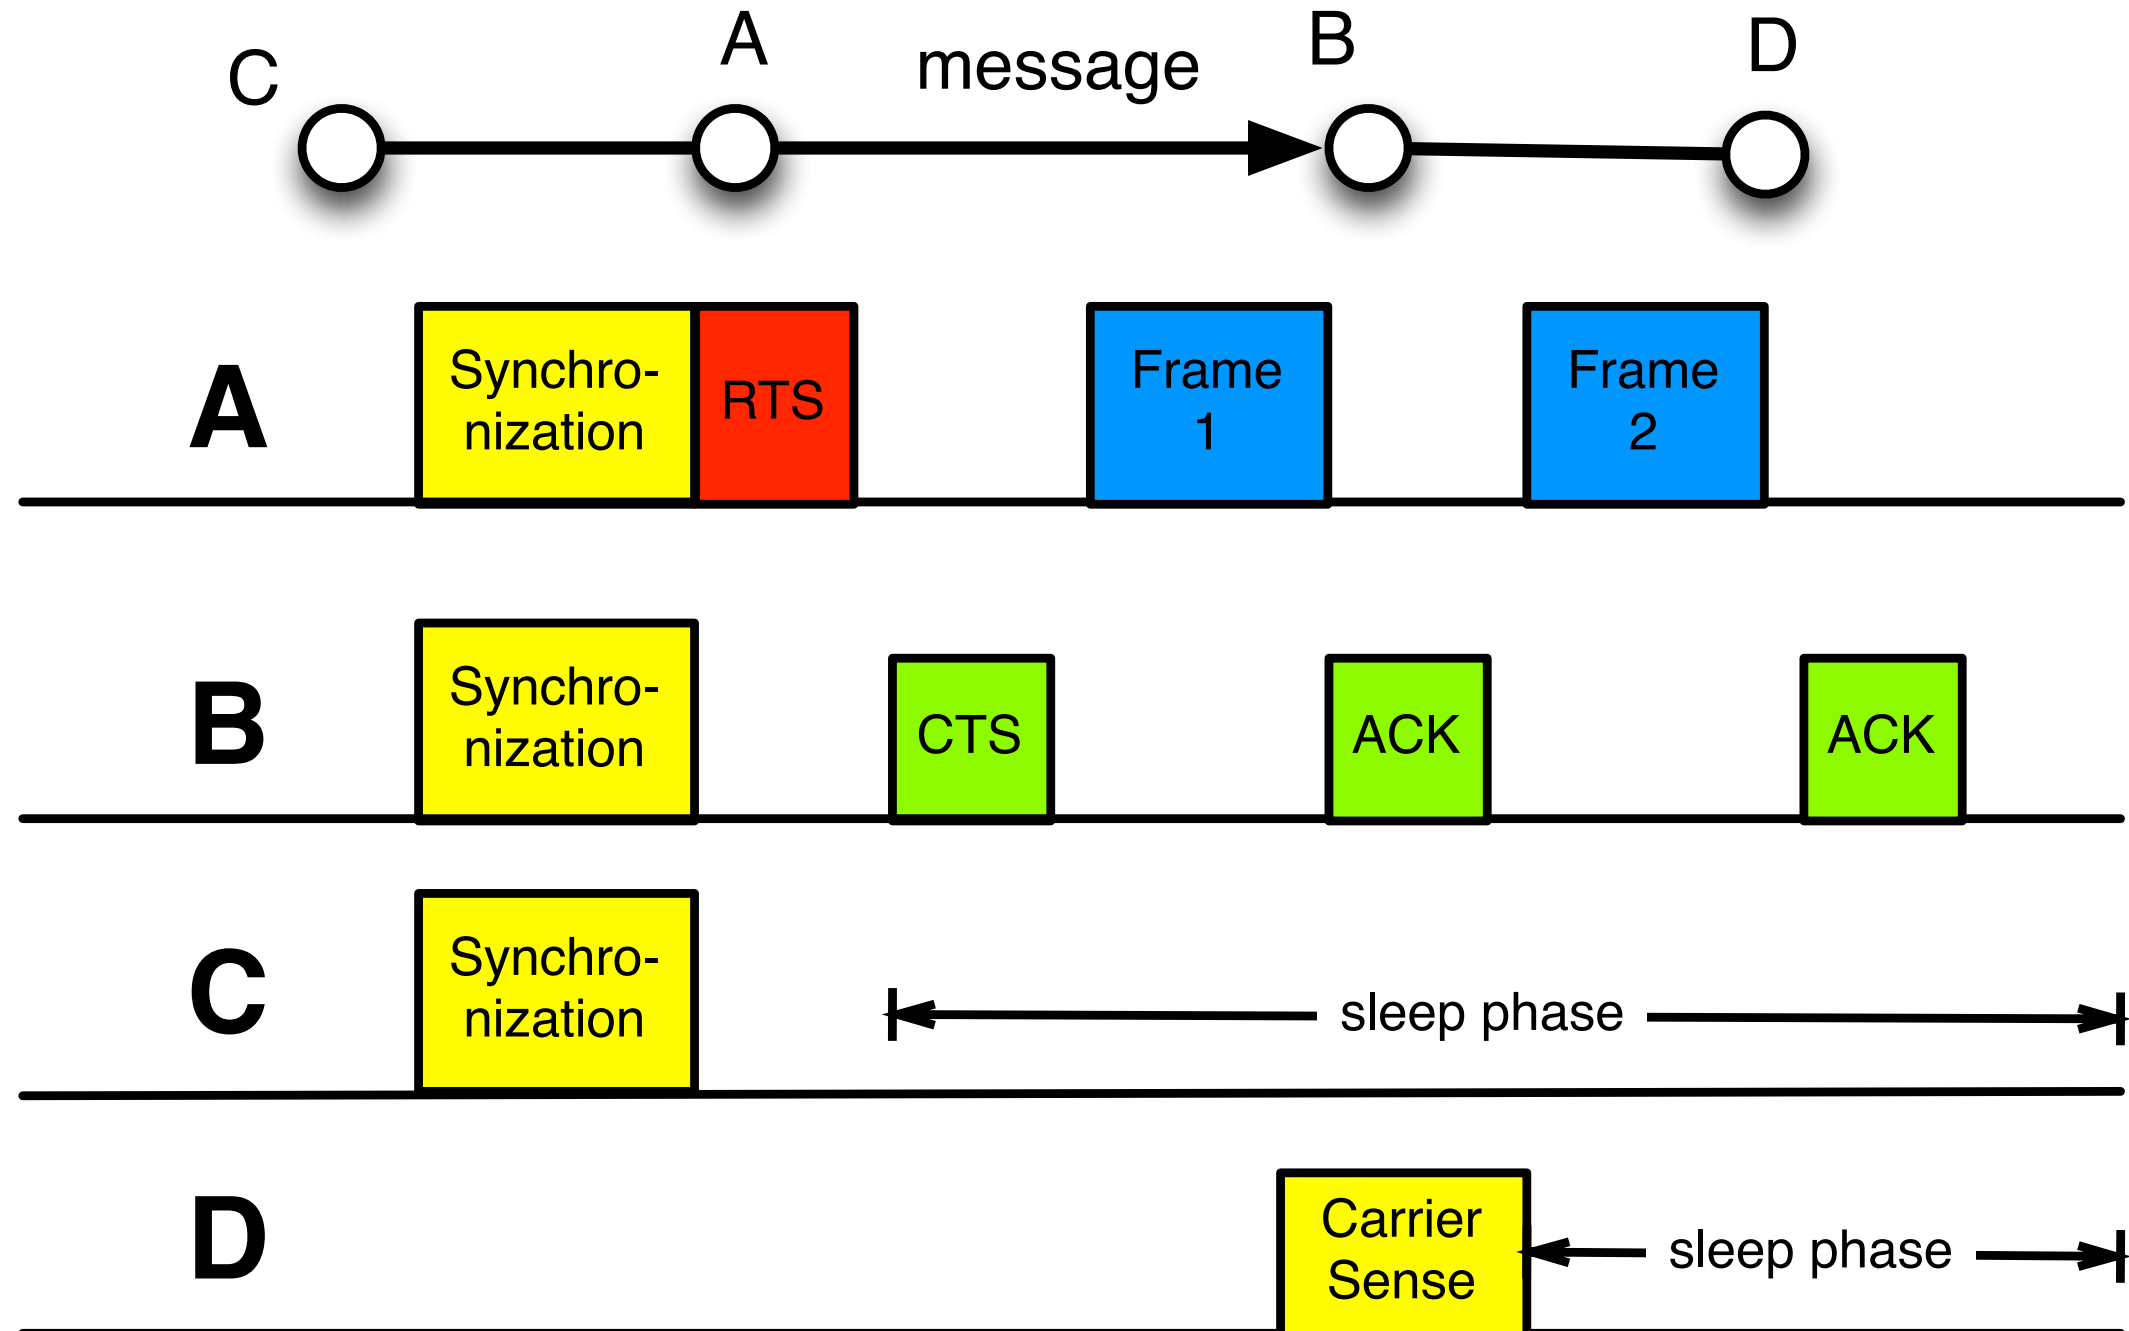 C
A
message
B
D
A
Synchro-
nization
RTS
Frame
1
Frame
2
B
Synchro-
nization
CTS
ACK
ACK
C
Synchro-
nization
sleep phase
D
Carrier
Sense
sleep phase